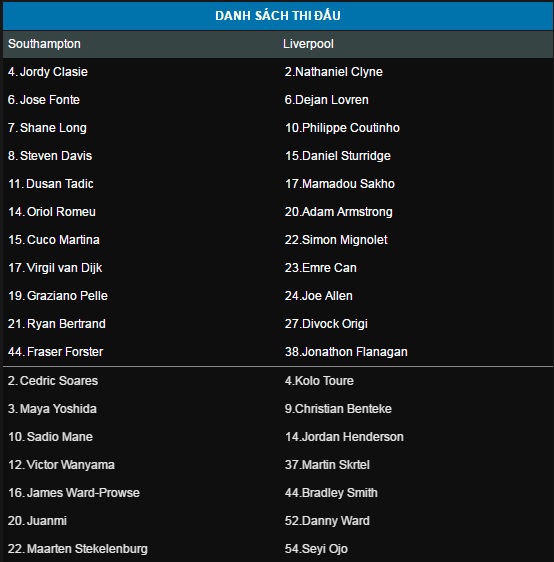 DANH SÁCH THI ĐẤU
Southampton Liverpool
4. Jordy Clasie 2.Nathaniel Clyne
6. Jose Fonte 6.Dejan Lovren
7. Shane Long 10.Philippe Coutinho
8. Steven Davis 15.Daniel Sturridge
11. Dusan Tadic 17.Mamadou Sakho
14. Oriol Romeu 20.Adam Armstrong
15. Cuco Martina 22.Simon Mignolet
17. Virgil van Dijk 23.Emre Can
19. Graziano Pelle 24.Joe Allen
21. Ryan Bertrand 27.Divock Origi
44. Fraser Forster 38.Jonathon Flanagan
2. Cedric Soares 4.Kolo Toure
3. Maya Yoshida 9.Christian Benteke
10. Sadio Mane 14.Jordan Henderson
12. Victor Wanyama 37.Martin Skrtel
16. James Ward-Prowse 44.Bradley Smith
20. Juanmi 52.Danny Ward
22. Maarten Stekelenburg 54.Seyi Ojo